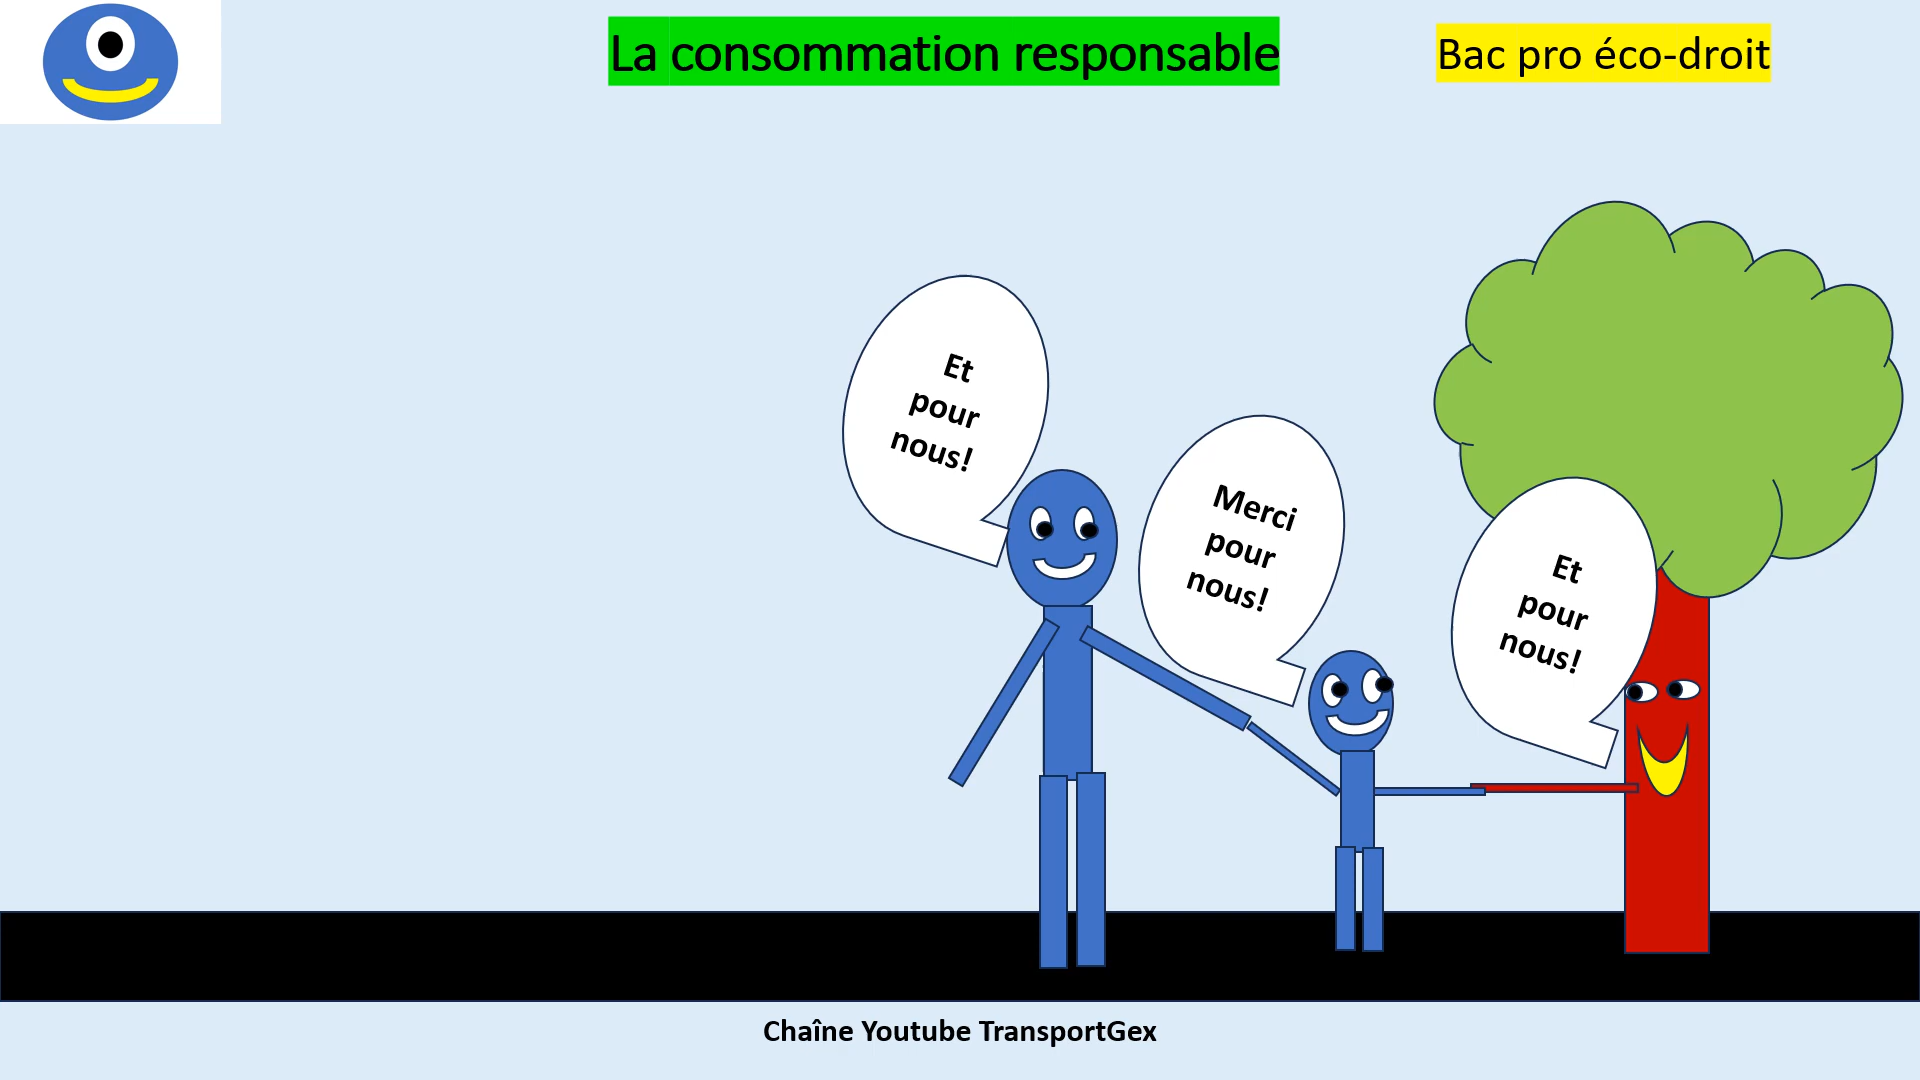 La consommation responsable
Bac pro éco-droit
Et
pour
nous!
Merci
pour
nous!
Et
pour
nous!
Chaîne Youtube TransportGex